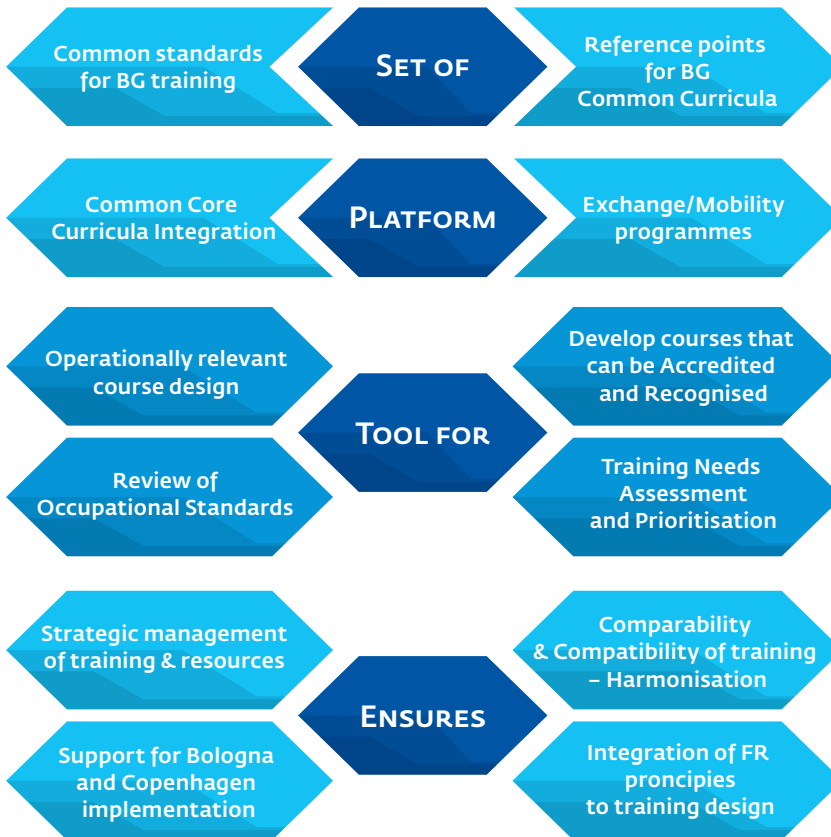 Common standards
for BG training
SET OF
Reference points
for BG
Common Curricula
Common Core
Curricula Integration
PLATFORM
Exchange/Mobility
programmes
Operationally relevant
course design
Review of
Occupational Standards
TOOL FOR
Develop courses that
can be Accredited
and Recognised
Training Needs
Assessment
and Prioritisation
Strategic management
of training & resources
Support for Bologna
and Copenhagen
implementation
ENSURES
Comparability
& Compatibility of training
– Harmonisation
Integration of FR
proncipies
to training design